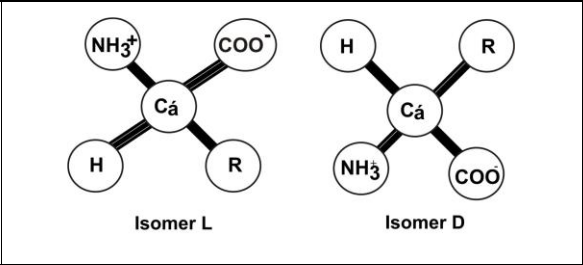 NH3+ COO- H R
Cá Cá
H R NH3+ COO-
Isomer L Isomer D